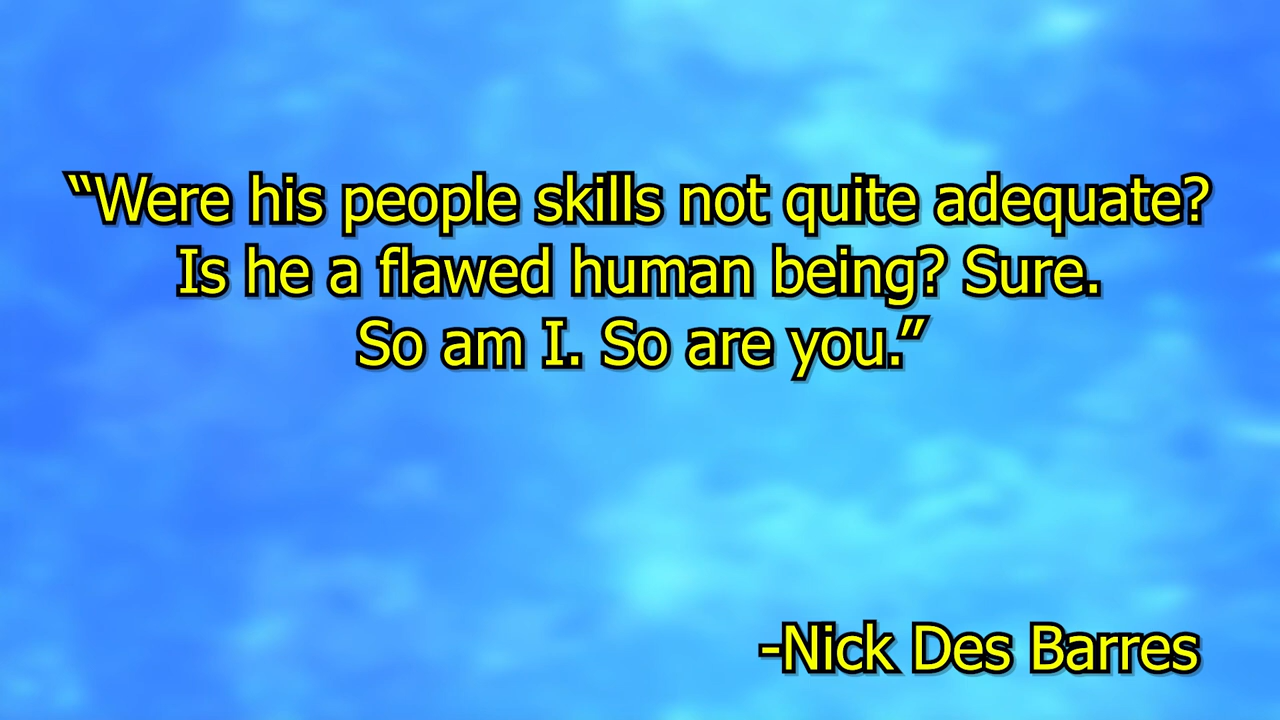 “Were his people skills not quite adequate?
Is he a flawed human being? Sure.
So am I. So are you.”
-Nick Des Barres